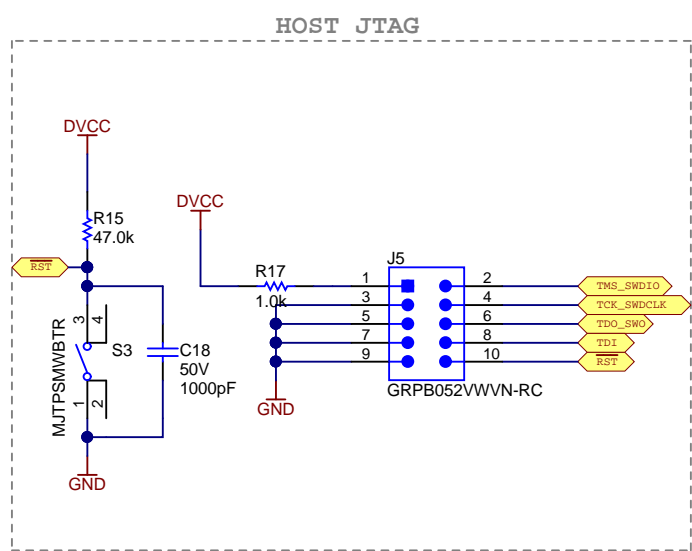 HOST JTAG
DVCC
R15
47.0k
RST
3
4
S3
MJTPSMWBTR
1
2
C18
50V
1000pF
GND
DVCC
R17
1.0k
J5
1
2
TMS_SWDIO
3
4
TCK_SWDCLK
5
6
TDO_SWO
7
8
TDI
9
10
RST
GRPB052VWVN-RC
GND